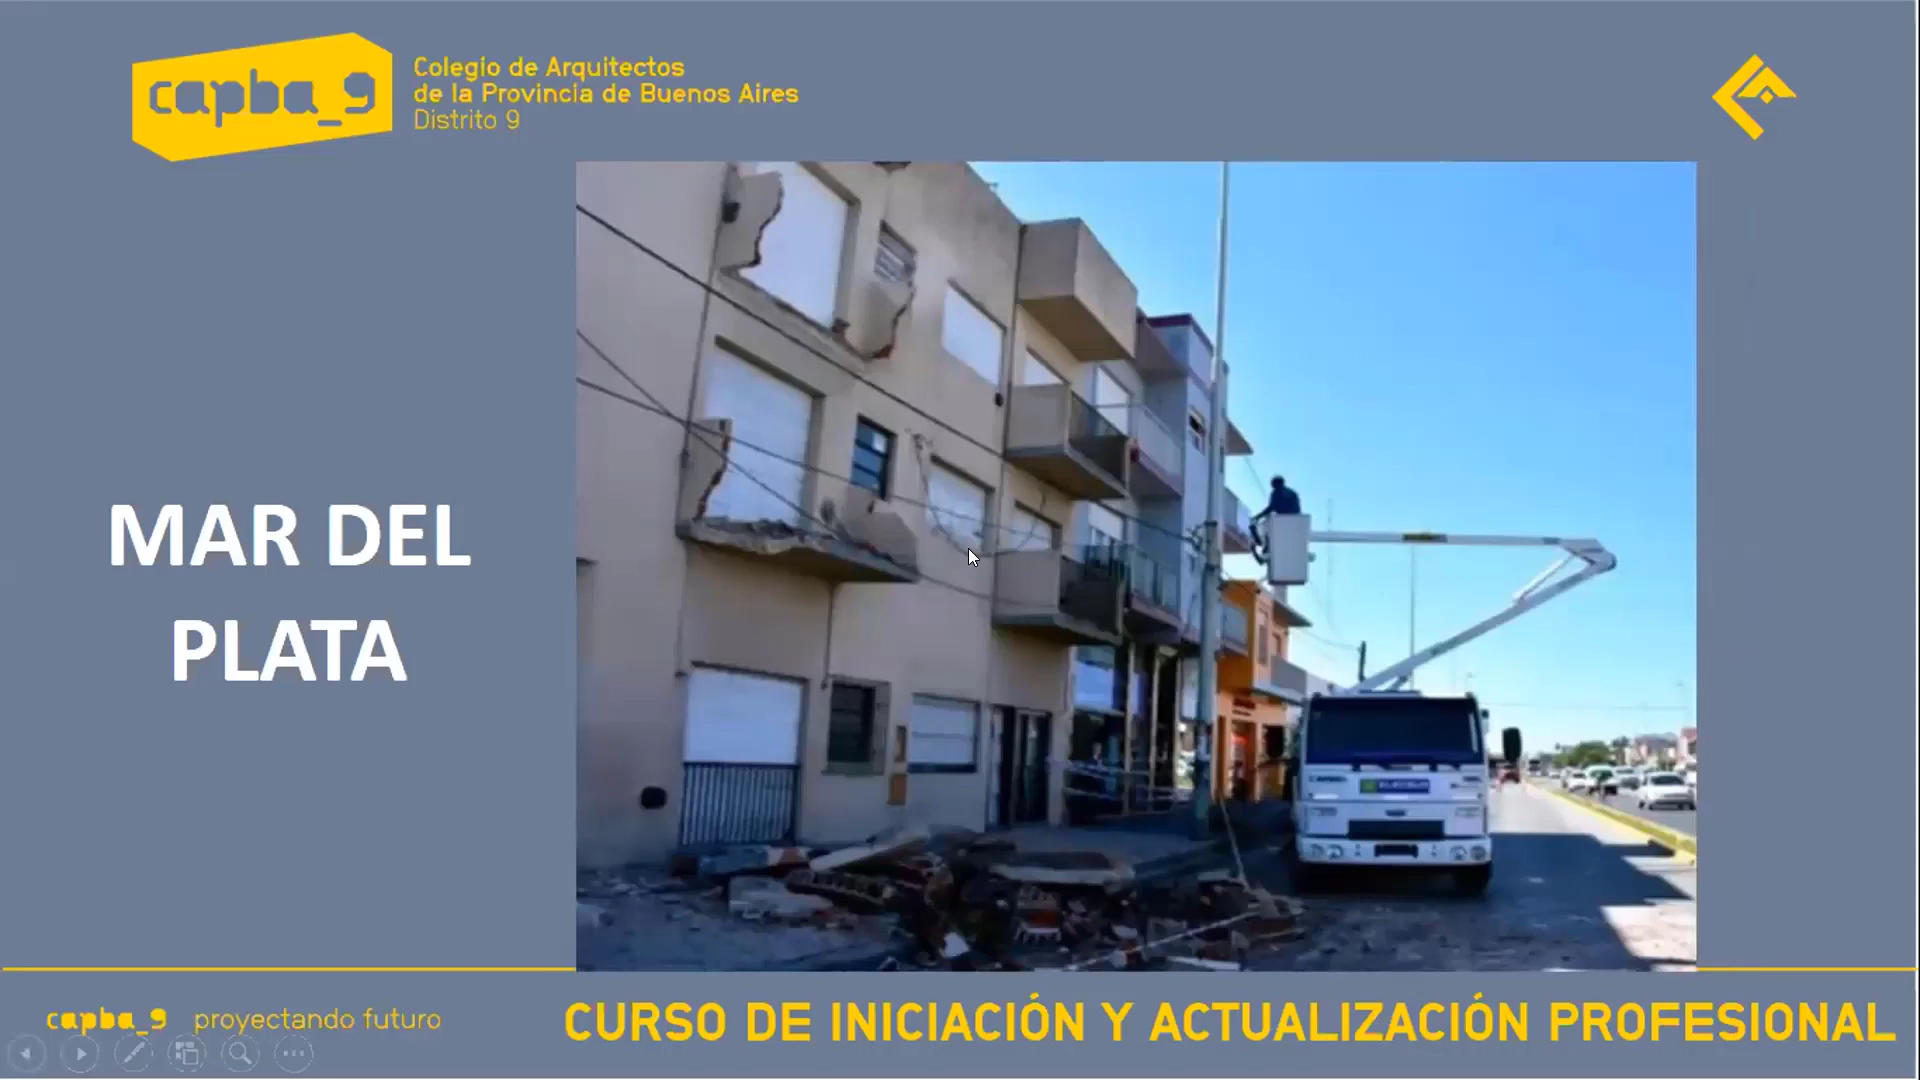 capba_9
Colegio de Arquitectos
de la Provincia de Buenos Aires
Distrito 9
MAR DEL
PLATA
capba_9 proyectando futuro
CURSO DE INICIACIÓN Y ACTUALIZACIÓN PROFESIONAL